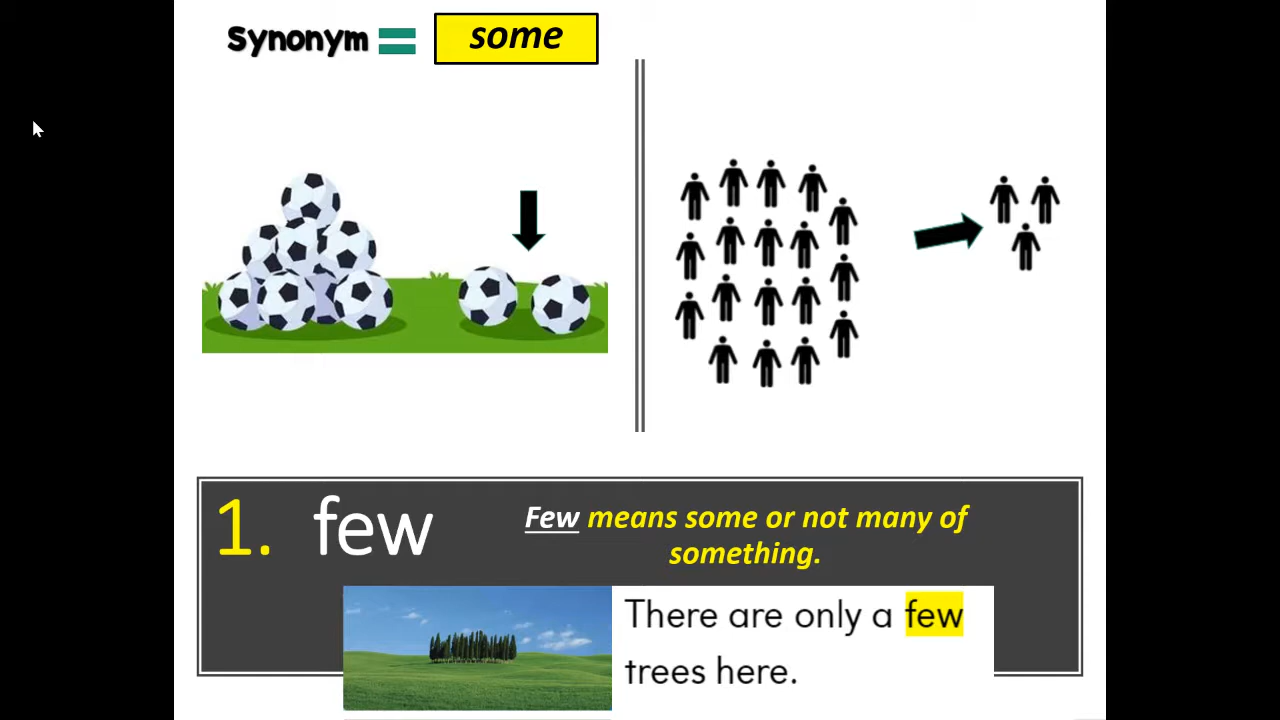 Synonym = some
1. few
Few means some or not many of
something.
There are only a few
trees here.